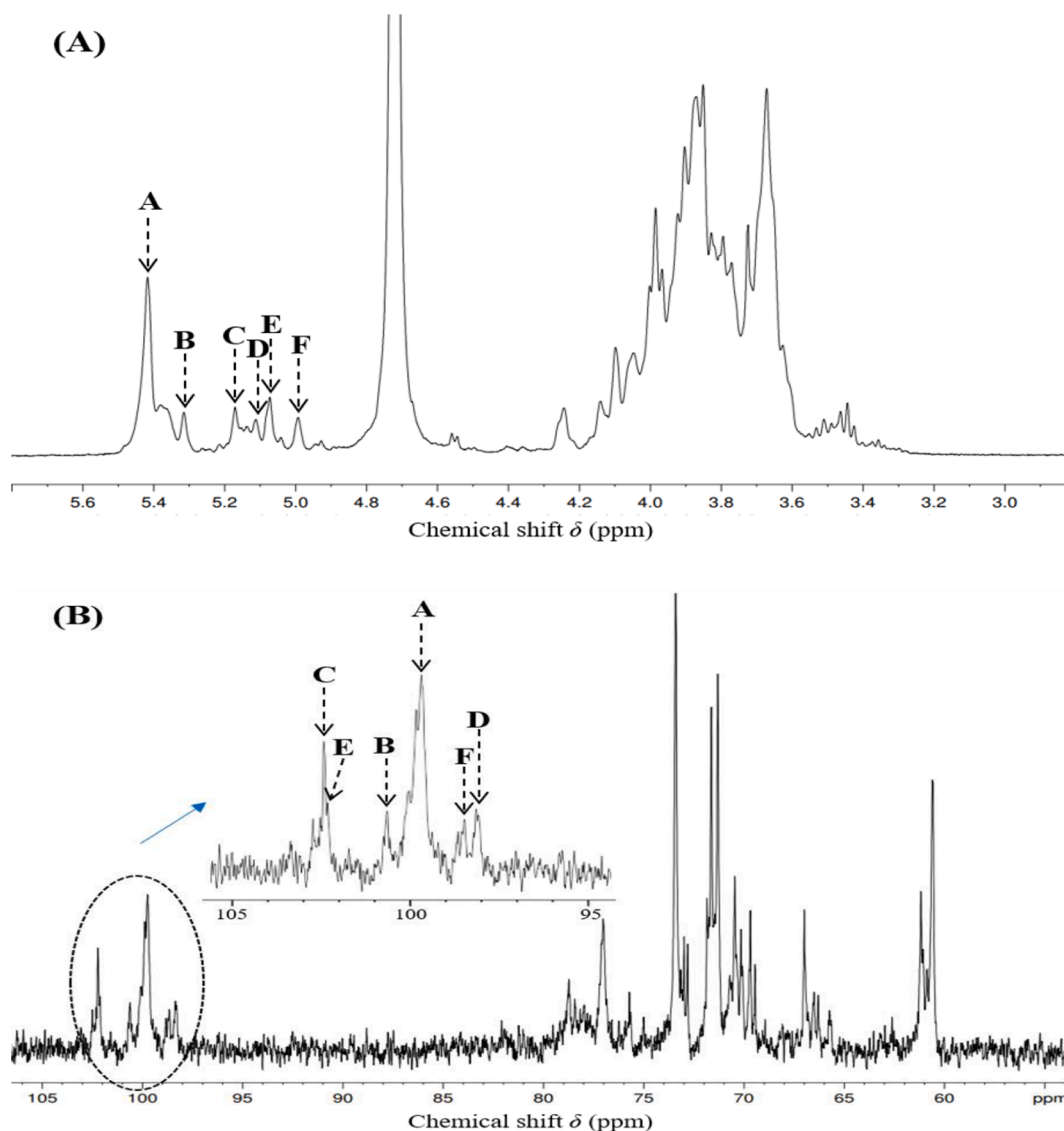 (A)
A
B
C
D
E
F
5.6 5.4 5.2 5.0 4.8 4.6 4.4 4.2 4.0 3.8 3.6 3.4 3.2 3.0
Chemical shift δ (ppm)
(B)
A
C
D
E
B
F
105 100 95
105 100 95 90 85 80 75 70 65 60 ppm
Chemical shift δ (ppm)